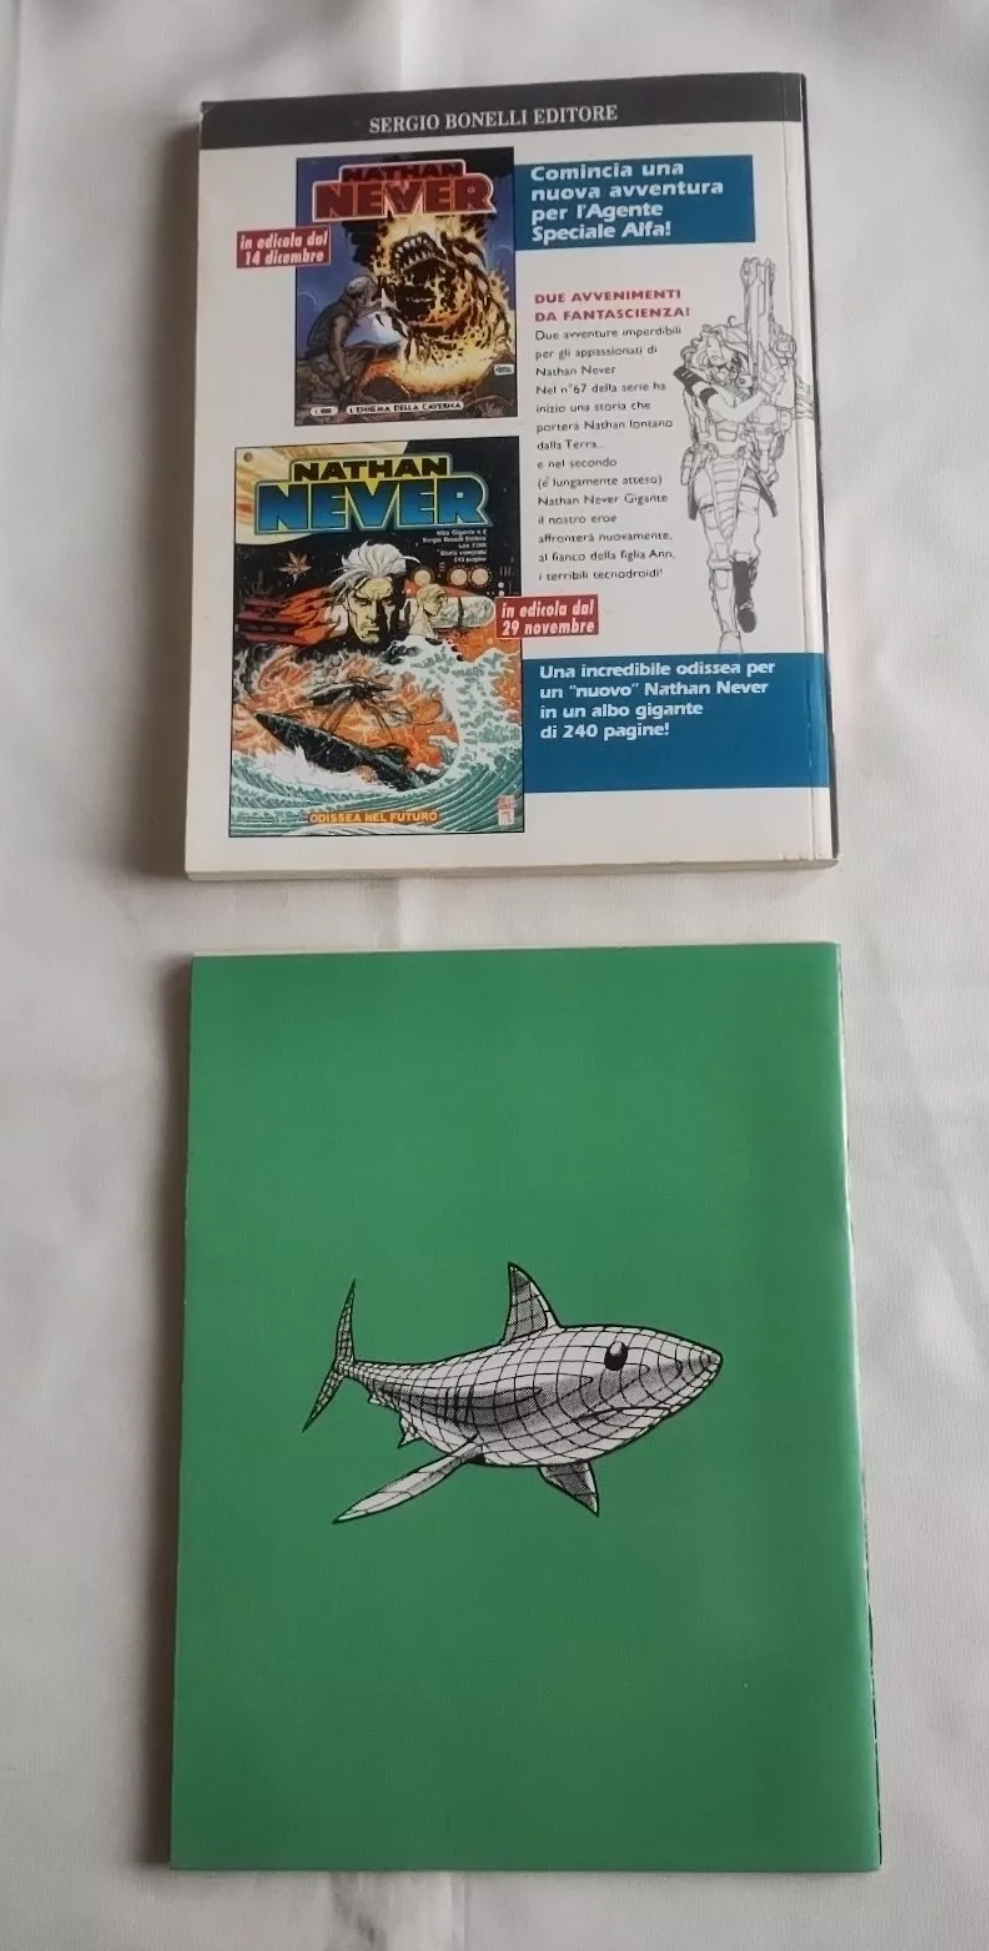 SERGIO BONELLI EDITORE
NATHAN
NEVER
in edicola dal
14 dicembre
L'ENIGMA DELLA CAVERNA
Comincia una
nuova avventura
per l'Agente
Speciale Alfa!
DUE AVVENIMENTI
DA FANTASCIENZA!
Due avventure imperdibili
per gli appassionati di
Nathan Never
Nel n°67 della serie ha
inizio una storia che
porterà Nathan lontano
dalla Terra...
e nel secondo
(e lungamente atteso)
Nathan Never Gigante
il nostro eroe
affronterà nuovamente,
al fianco della figlia Ann,
i terribili tecnodroidi!
NATHAN
NEVER
Sergio Bonelli Editore
ODISSEA NEL FUTURO
in edicola dal
29 novembre
Una incredibile odissea per
un "nuovo" Nathan Never
in un albo gigante
di 240 pagine!